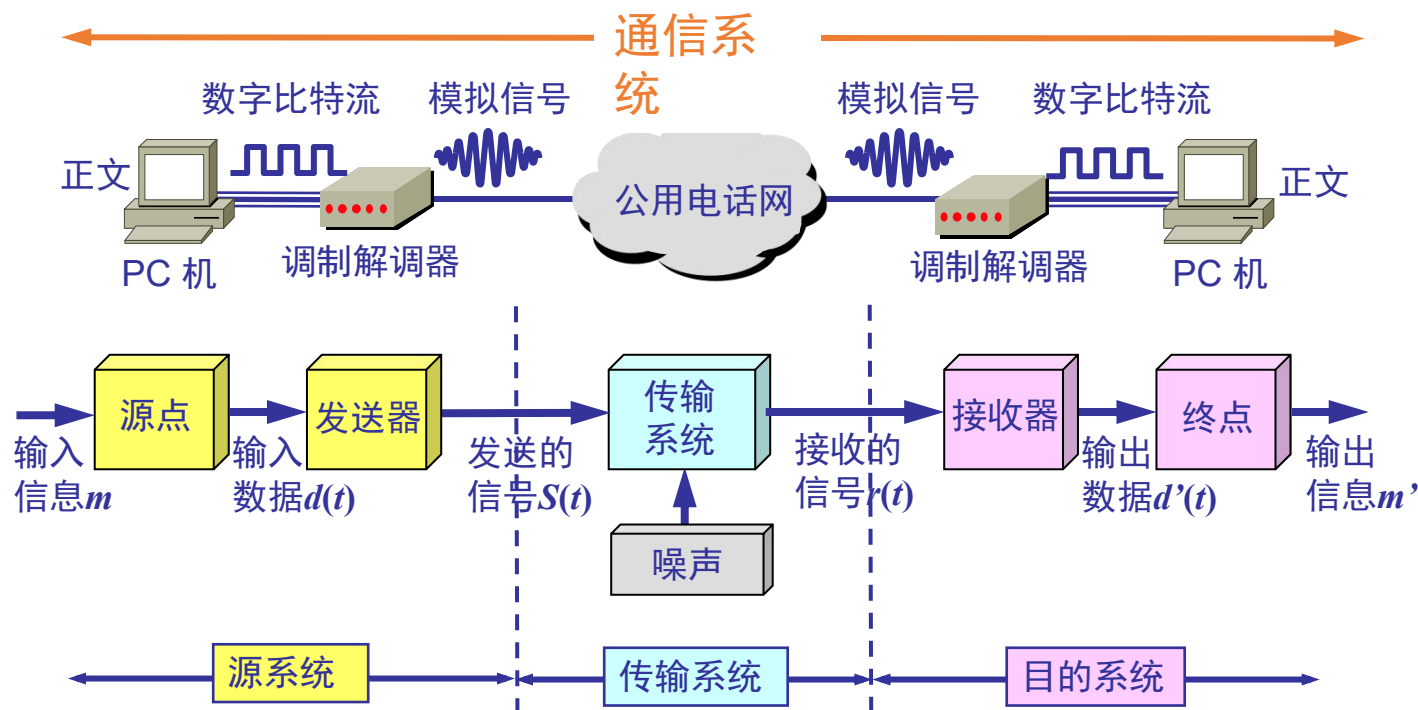 通信系
统
数字比特流
模拟信号
模拟信号
数字比特流
正文
公用电话网
正文
PC 机
调制解调器
调制解调器
PC 机
源点
发送器
传输
系统
接收器
终点
输入
信息m
输入
数据d(t)
发送的
信号S(t)
接收的
信号r(t)
输出
数据d’(t)
输出
信息m’
噪声
源系统
传输系统
目的系统